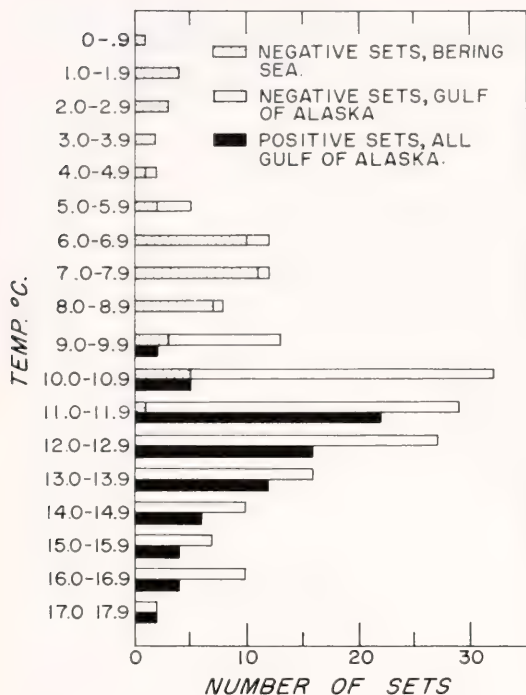 0-.9
1.0-1.9
2.0-2.9
3.0-3.9
4.0-4.9
5.0-5.9
6.0-6.9
7.0-7.9
8.0-8.9
9.0-9.9
10.0-10.9
11.0-11.9
12.0-12.9
13.0-13.9
14.0-14.9
15.0-15.9
16.0-16.9
17.0 17.9
TEMP. °C.
NEGATIVE SETS, BERING
SEA.
NEGATIVE SETS, GULF
OF ALASKA
POSITIVE SETS, ALL
GULF OF ALASKA.
0 10 20 30
NUMBER OF SETS